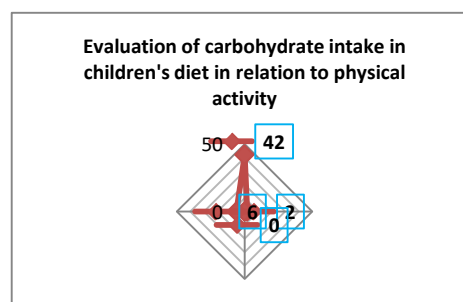 Evaluation of carbohydrate intake in
children's diet in relation to physical
activity
50 42
0 6 2
0